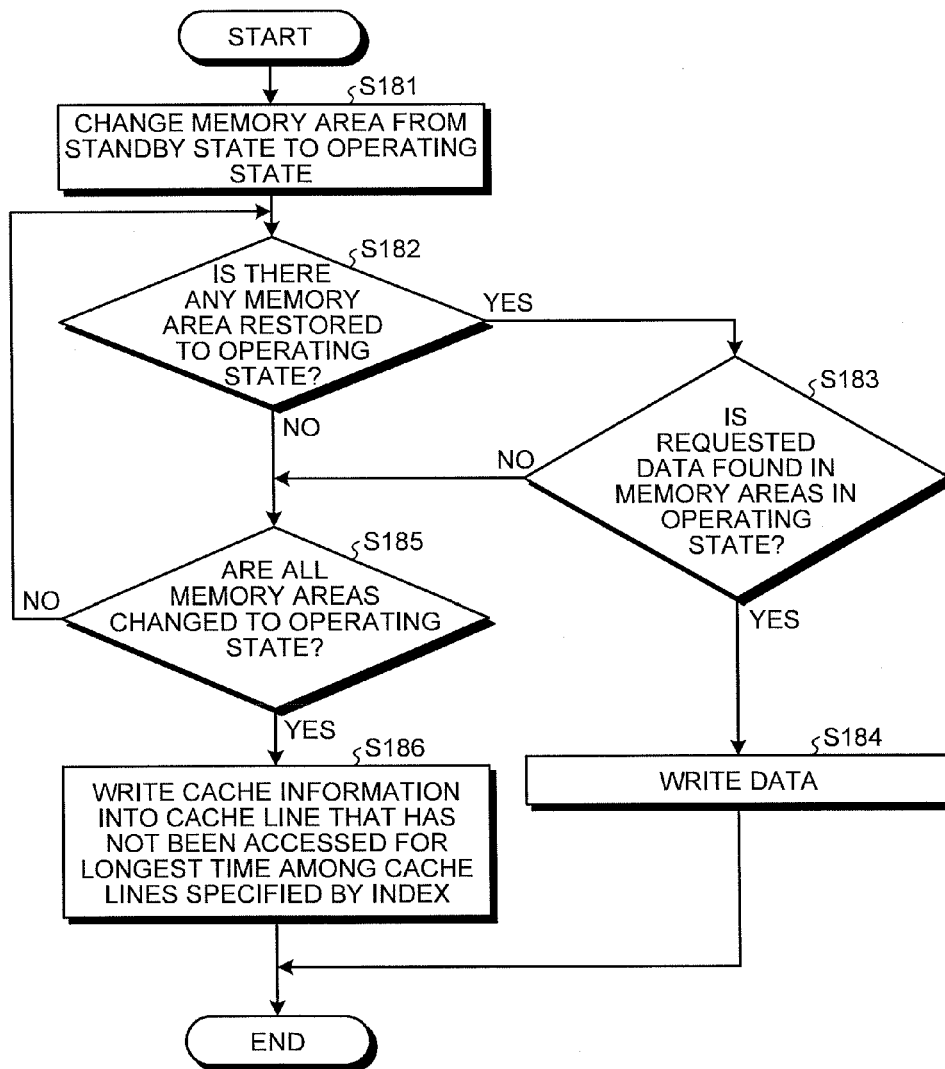 START
S181
CHANGE MEMORY AREA FROM
STANDBY STATE TO OPERATING
STATE
S182
IS THERE
ANY MEMORY
AREA RESTORED
TO OPERATING
STATE?
YES
NO
S183
IS
REQUESTED
DATA FOUND IN
MEMORY AREAS IN
OPERATING
STATE?
NO
YES
S185
ARE ALL
MEMORY AREAS
CHANGED TO OPERATING
STATE?
NO
YES
S184
WRITE DATA
S186
WRITE CACHE INFORMATION
INTO CACHE LINE THAT HAS
NOT BEEN ACCESSED FOR
LONGEST TIME AMONG CACHE
LINES SPECIFIED BY INDEX
END